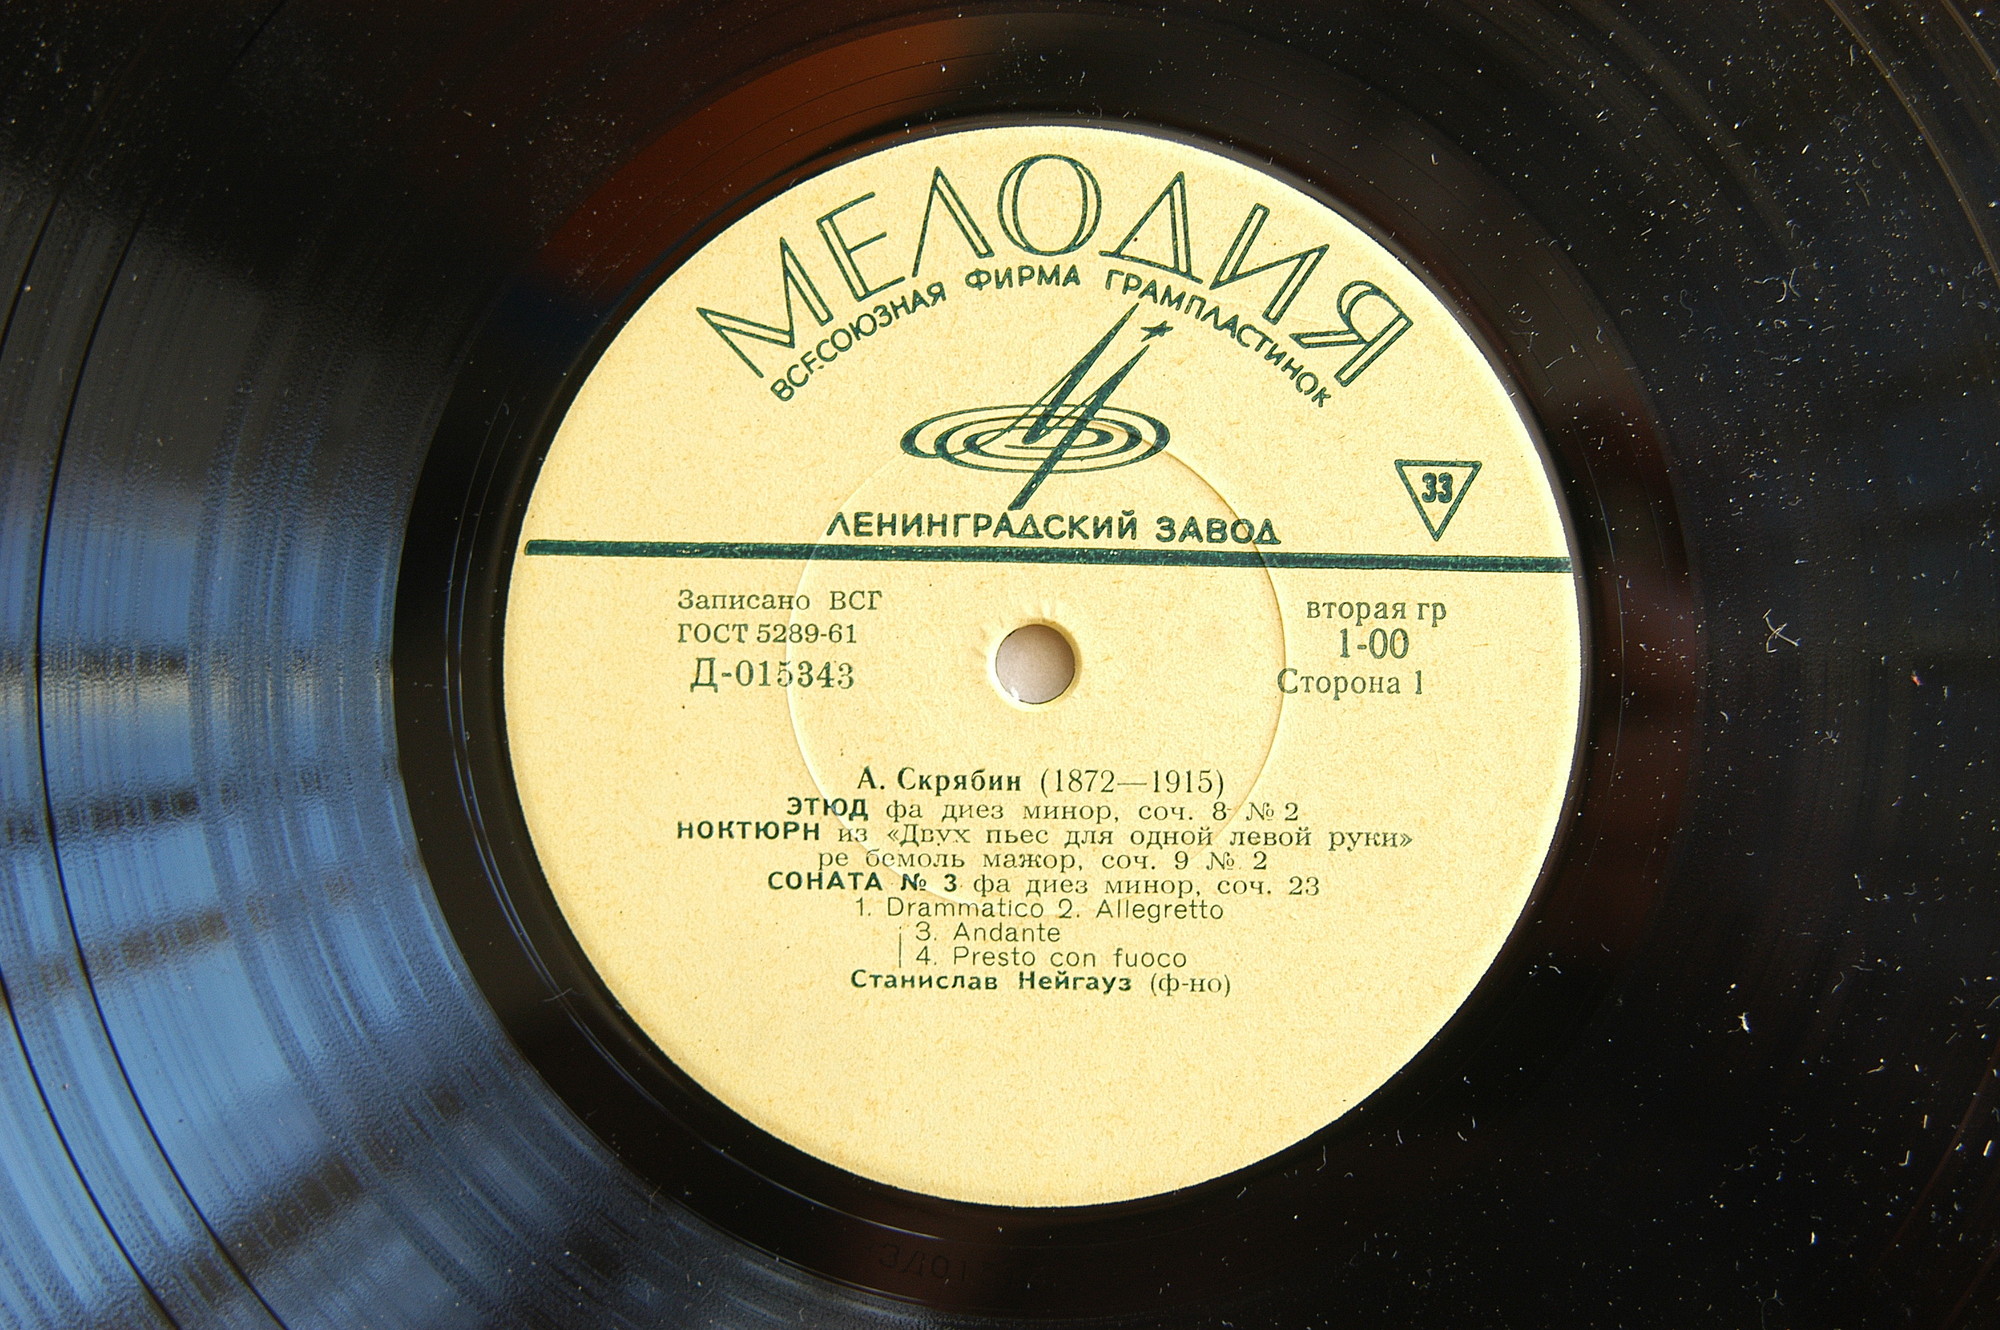 МЕЛОДИЯ
ВСЕСОЮЗНАЯ ФИРМА ГРАМПЛАСТИНОК
33
ЛЕНИНГРАДСКИЙ ЗАВОД
Записано ВСГ
ГОСТ 5289-61
Д-015343
вторая гр
1-00
Сторона 1
А. Скрябин (1872—1915)
ЭТЮД фа диез минор, соч. 8 № 2
НОКТЮРН из «Двух пьес для одной левой руки»
ре бемоль мажор, соч. 9 № 2
СОНАТА № 3 фа диез минор, соч. 23
1. Drammatico 2. Allegretto
3. Andante
4. Presto con fuoco
Станислав Нейгауз (ф-но)